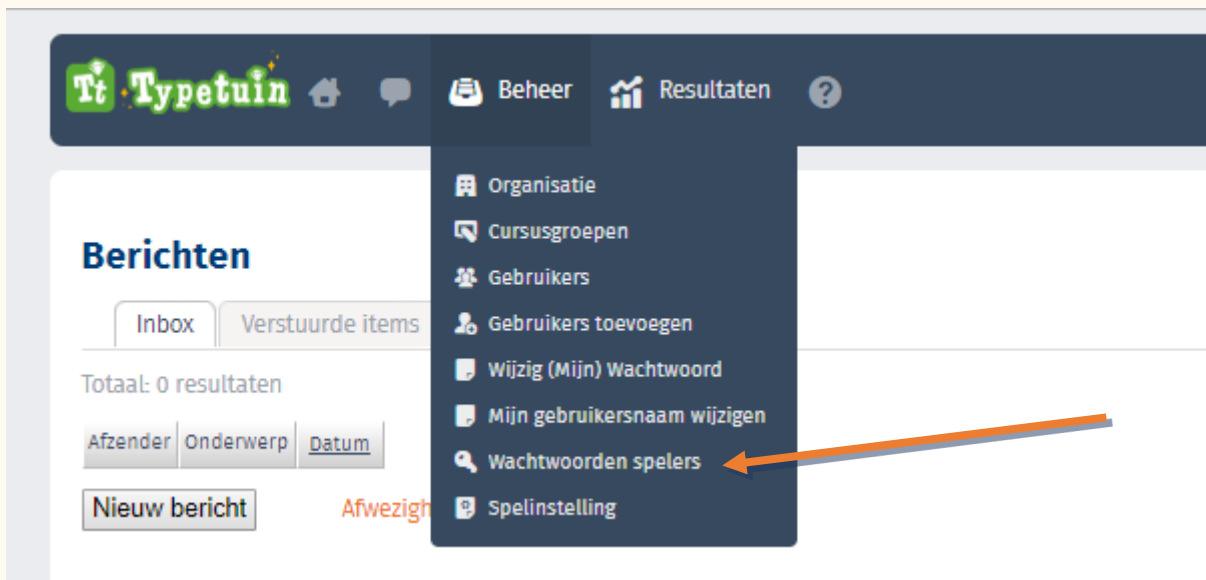 Tt Typetuin Beheer Resultaten ?
Organisatie
Cursusgroepen
Gebruikers
Gebruikers toevoegen
Wijzig (Mijn) Wachtwoord
Mijn gebruikersnaam wijzigen
Wachtwoorden spelers
Spelinstelling
Berichten
Inbox Verstuurde items
Totaal: 0 resultaten
Afzender Onderwerp Datum
Nieuw bericht Afwezigh